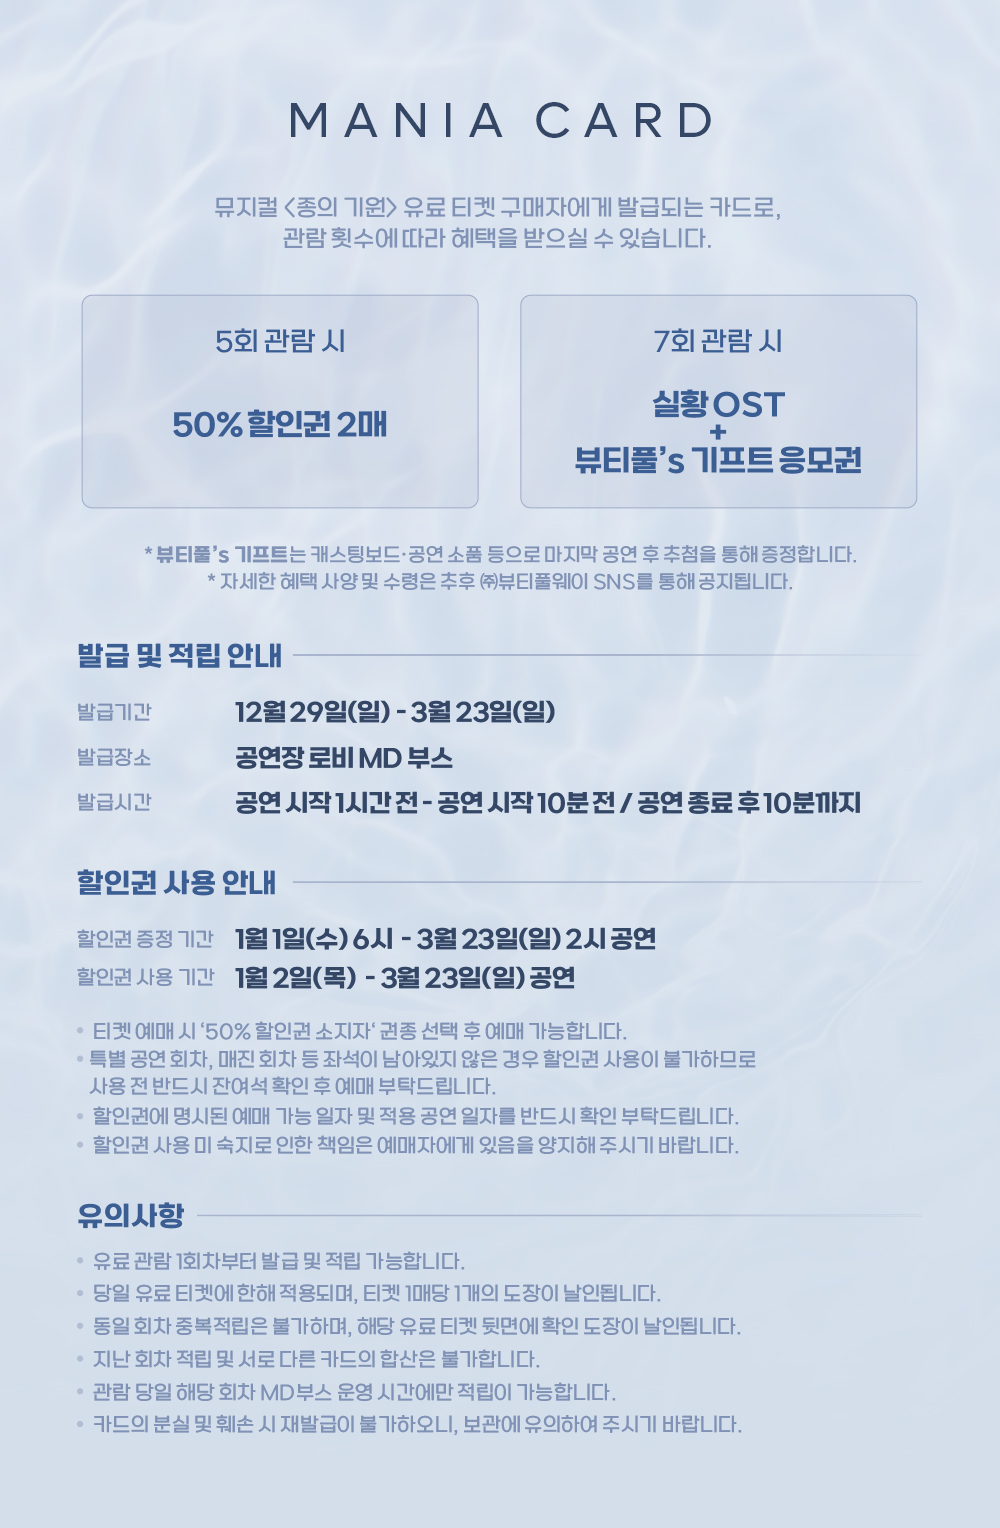 MANIA CARD
뮤지컬 <종의 기원> 유료 티켓 구매자에게 발급되는 카드로,
관람 횟수에 따라 혜택을 받으실 수 있습니다.
5회 관람 시
50% 할인권 2매
7회 관람 시
실황 OST
+
뷰티풀's 기프트 응모권
* 뷰티풀's 기프트는 캐스팅보드·공연 소품 등으로 마지막 공연 후 추첨을 통해 증정합니다.
* 자세한 혜택 사양 및 수령은 추후 ㈜뷰티풀웨이 SNS를 통해 공지됩니다.
발급 및 적립 안내
발급기간 12월 29일(일) - 3월 23일(일)
발급장소 공연장 로비 MD 부스
발급시간 공연 시작 1시간 전 - 공연 시작 10분 전 / 공연 종료 후 10분까지
할인권 사용 안내
할인권 증정 기간 1월 1일(수) 6시 - 3월 23일(일) 2시 공연
할인권 사용 기간 1월 2일(목) - 3월 23일(일) 공연
• 티켓 예매 시 '50% 할인권 소지자' 권종 선택 후 예매 가능합니다.
• 특별 공연 회차, 매진 회차 등 좌석이 남아있지 않은 경우 할인권 사용이 불가하므로
사용 전 반드시 잔여석 확인 후 예매 부탁드립니다.
• 할인권에 명시된 예매 가능 일자 및 적용 공연 일자를 반드시 확인 부탁드립니다.
• 할인권 사용 미 숙지로 인한 책임은 예매자에게 있음을 양지해 주시기 바랍니다.
유의사항
• 유료 관람 1회차부터 발급 및 적립 가능합니다.
• 당일 유료 티켓에 한해 적용되며, 티켓 1매당 1개의 도장이 날인됩니다.
• 동일 회차 중복적립은 불가하며, 해당 유료 티켓 뒷면에 확인 도장이 날인됩니다.
• 지난 회차 적립 및 서로 다른 카드의 합산은 불가합니다.
• 관람 당일 해당 회차 MD부스 운영 시간에만 적립이 가능합니다.
• 카드의 분실 및 훼손 시 재발급이 불가하오니, 보관에 유의하여 주시기 바랍니다.